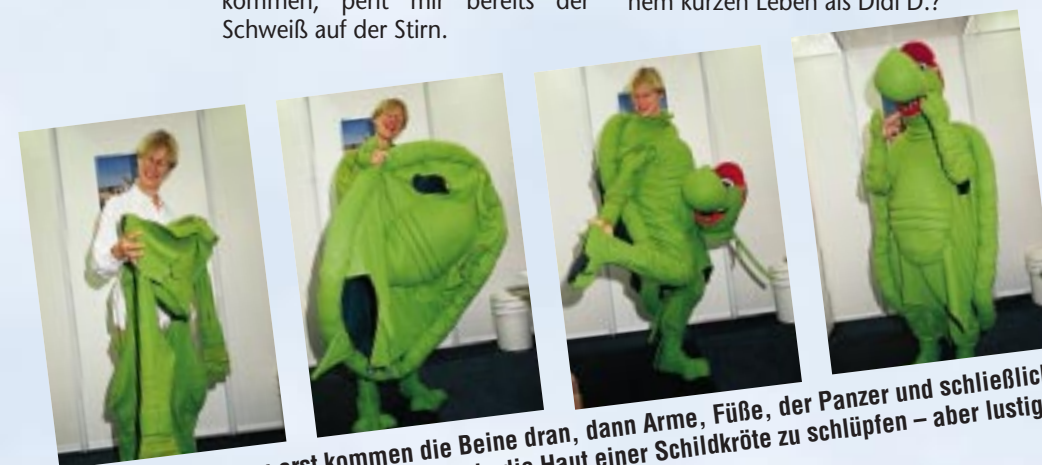 kommen, perlt mir bereits der
Schweiß auf der Stirn.
nem kurzen Leben als Didi D.?
erst kommen die Beine dran, dann Arme, Füße, der Panzer und schließlich
die Haut einer Schildkröte zu schlüpfen – aber lustig